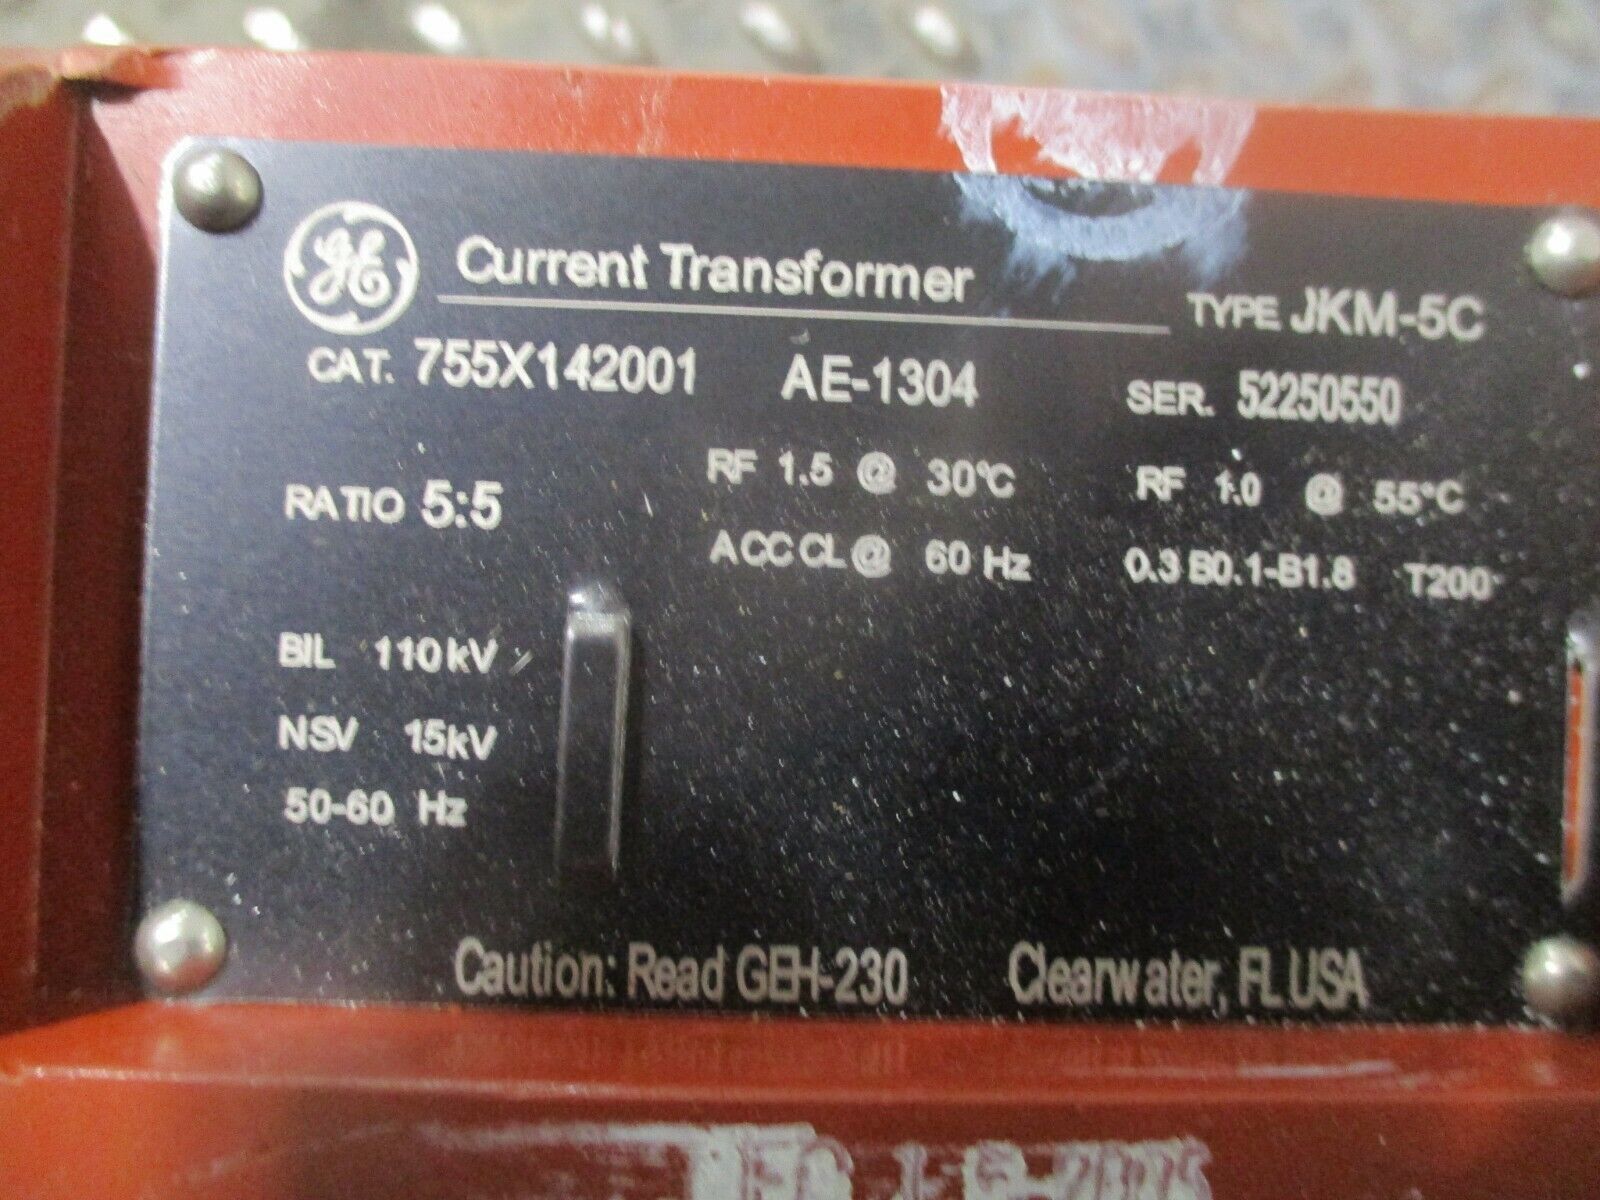 GE Current Transformer TYPE JKM-5C
CAT. 755X142001 AE-1304 SER. 52250550
RATIO 5:5 RF 1.5 @ 30°C RF 1.0 @ 55°C
ACC CL @ 60 Hz 0.3 B0.1-B1.8 T200
BIL 110kV
NSV 15kV
50-60 Hz
Caution: Read GEH-230 Clearwater, FL USA